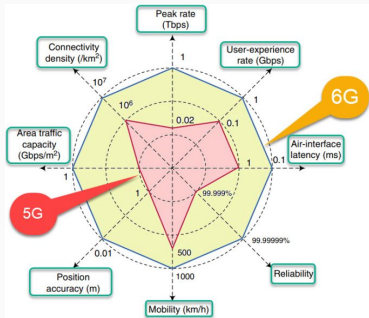 Peak rate
(Tbps)
Connectivity
density (/km²)
User-experience
rate (Gbps)
1
10⁷
1
10⁶
0.02
0.1
6G
Area traffic
capacity
(Gbps/m²)
Air-interface
latency (ms)
1
1
0.1
5G
1
99.999%
0.01
99.99999%
500
Position
accuracy (m)
1000
Reliability
Mobility (km/h)